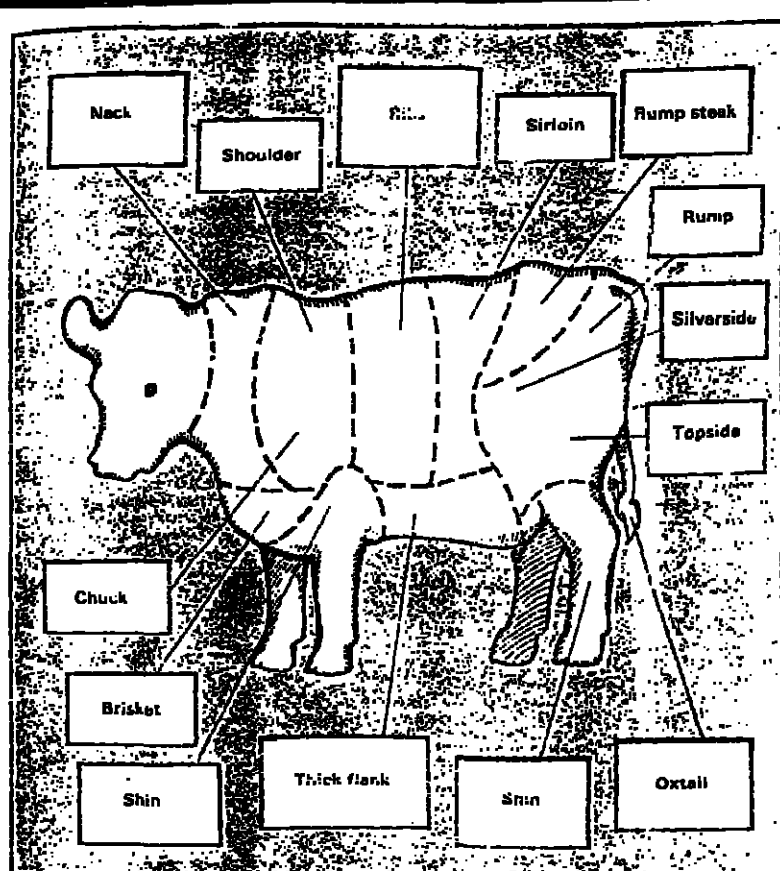 Neck
Shoulder
Sirloin
Rump steak
Rump
Silverside
Topside
Chuck
Brisket
Shin
Thick flank
Shin
Oxtail